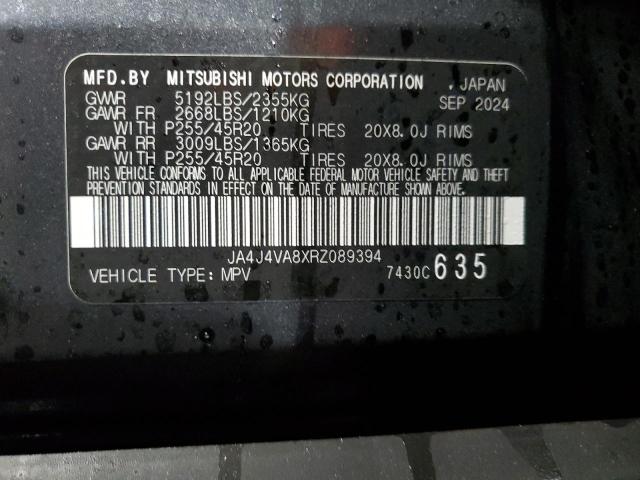 MFD.BY MITSUBISHI MOTORS CORPORATION , JAPAN
GVWR 5192LBS/2355KG SEP 2024
GAWR FR 2668LBS/1210KG
WITH P255/45R20 TIRES 20X8.0J RIMS
GAWR RR 3009LBS/1365KG
WITH P255/45R20 TIRES 20X8.0J RIMS
THIS VEHICLE CONFORMS TO ALL APPLICABLE FEDERAL MOTOR VEHICLE SAFETY AND THEFT
PREVENTION STANDARDS IN EFFECT ON THE DATE OF MANUFACTURE SHOWN ABOVE.
JA4J4VA8XRZ089394
VEHICLE TYPE: MPV 7430C 635